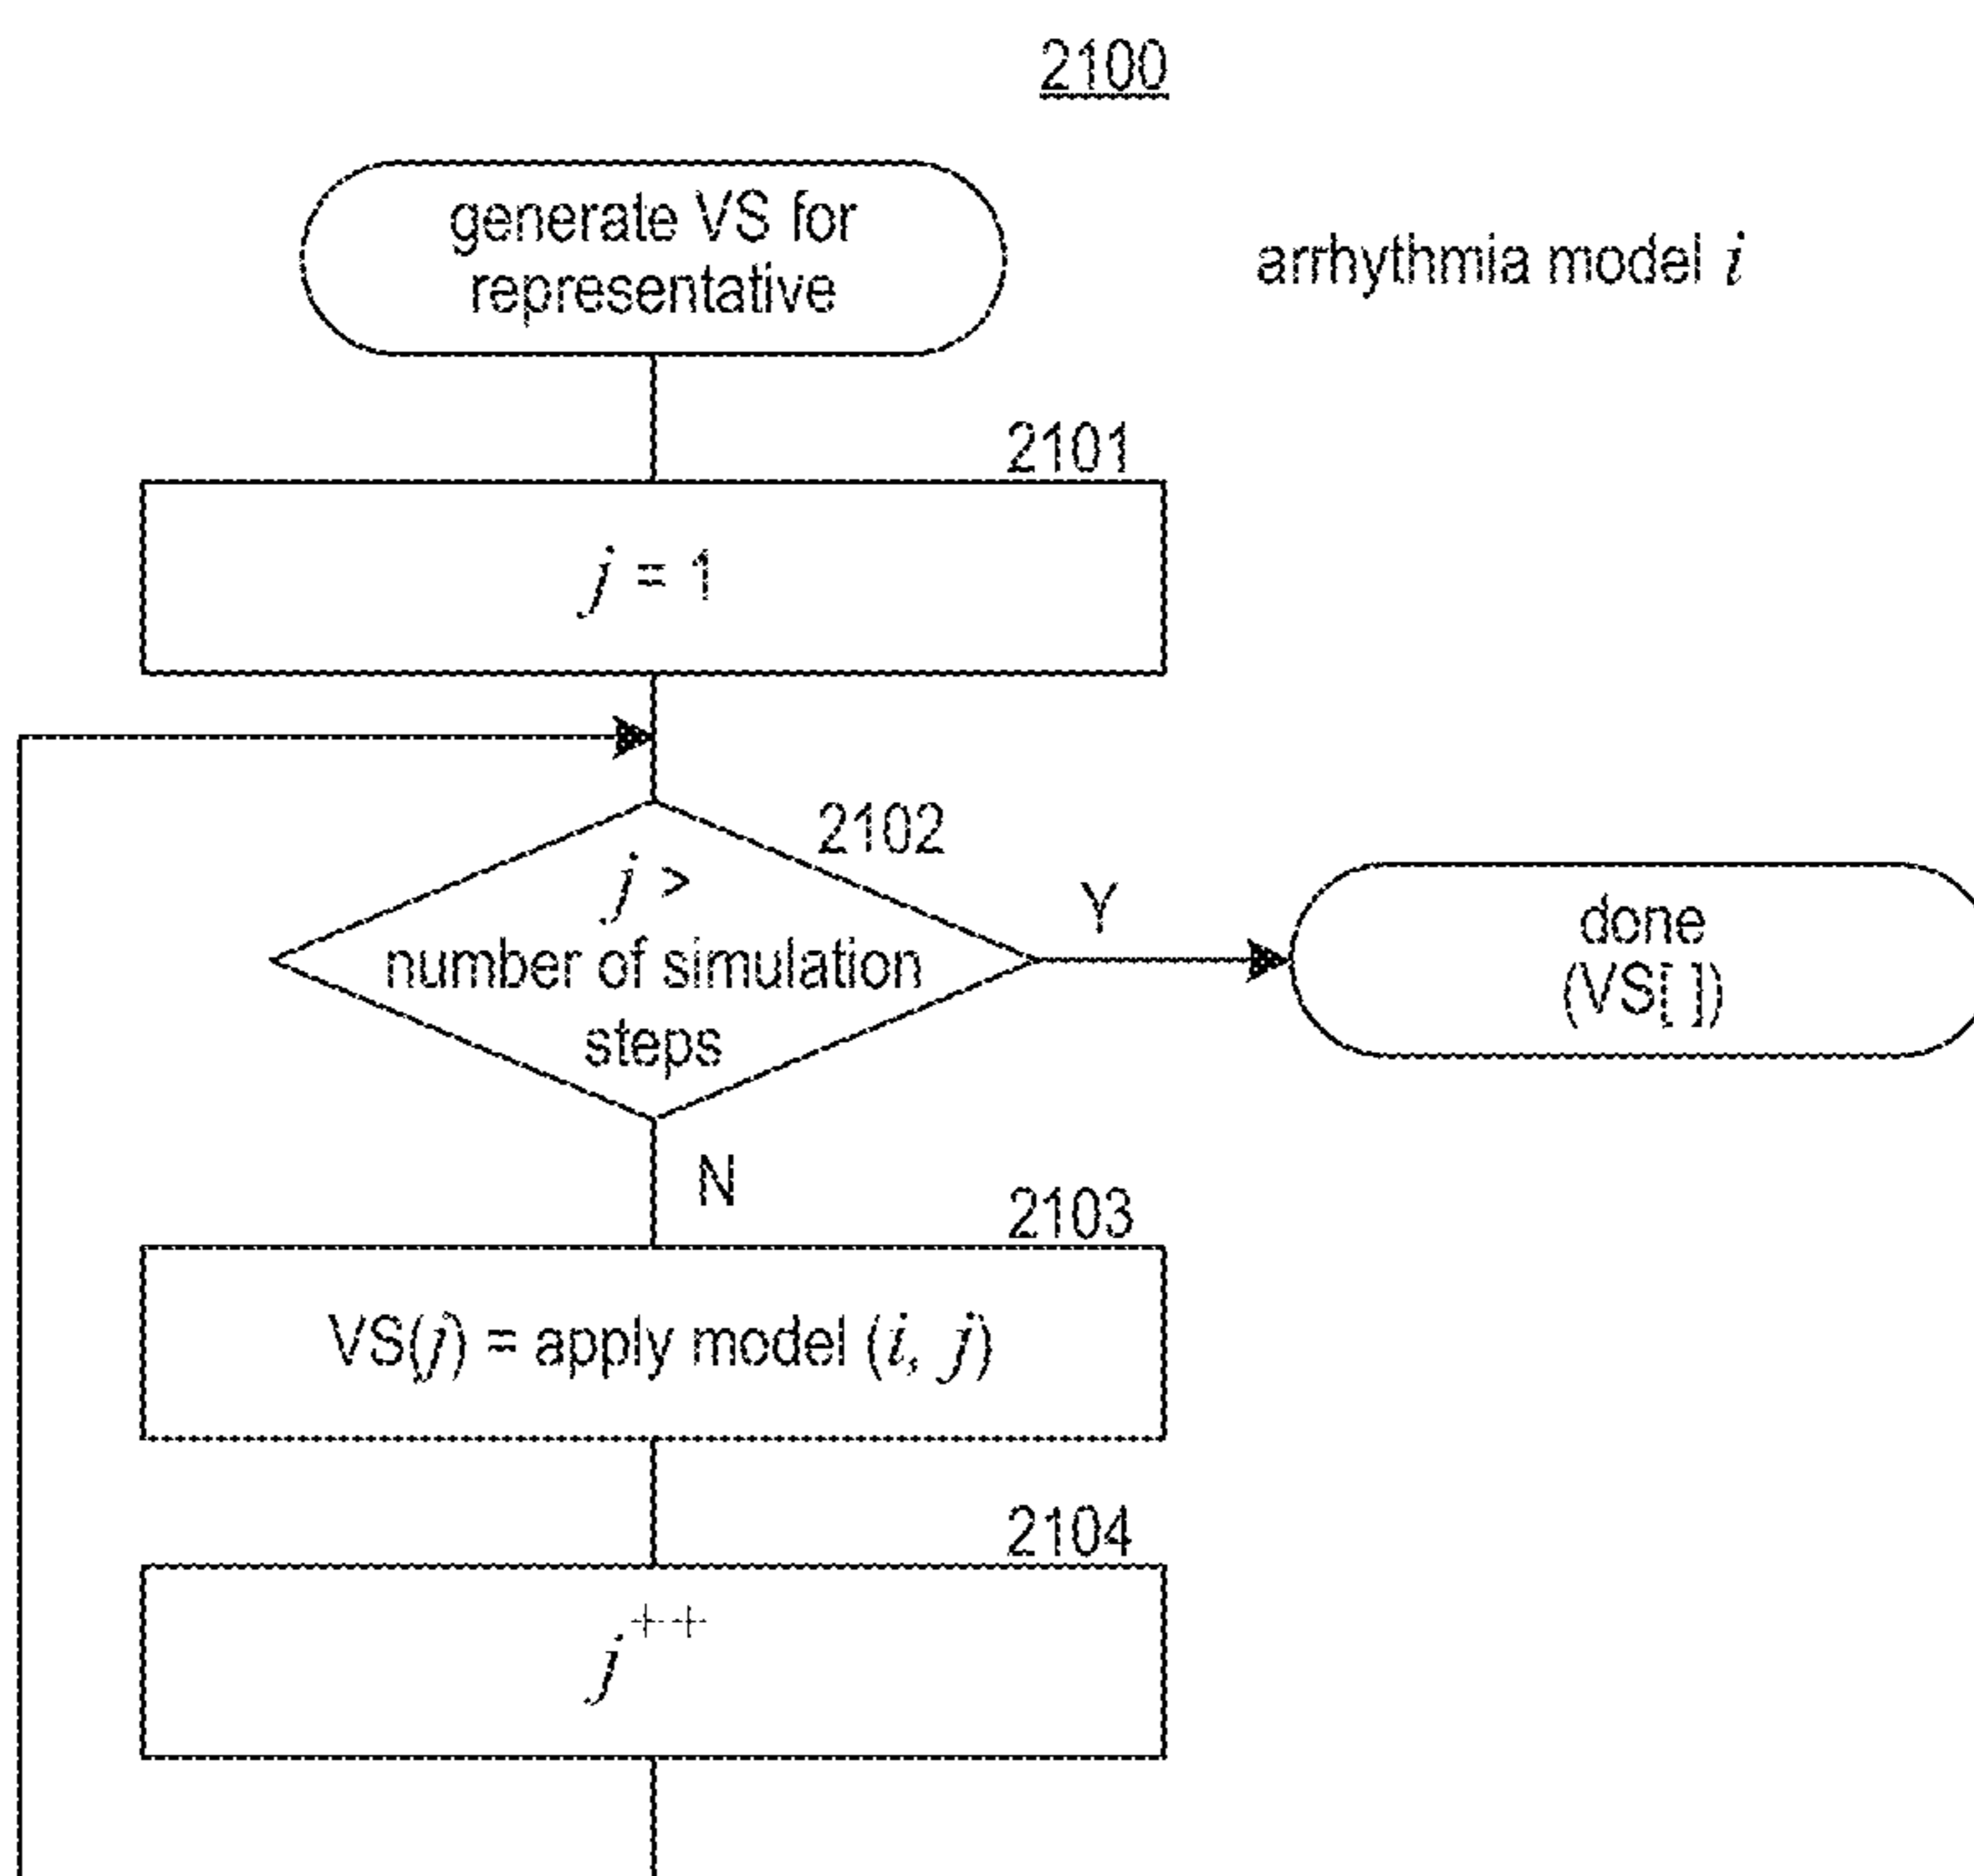 2100
generate VS for
representative
arrhythmia model i
2101
j = 1
2102
j >
number of simulation
steps
Y
done
(VS[ ])
N
2103
VS(j) = apply model (i, j)
2104
j++